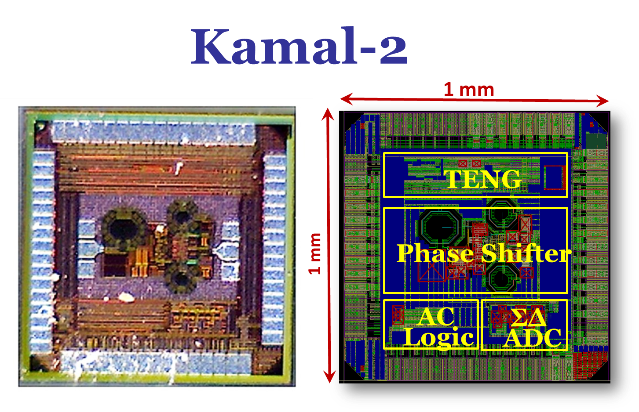 Kamal-2
1 mm
1 mm
TENG
Phase Shifter
AC
Logic
ΣΔ
ADC